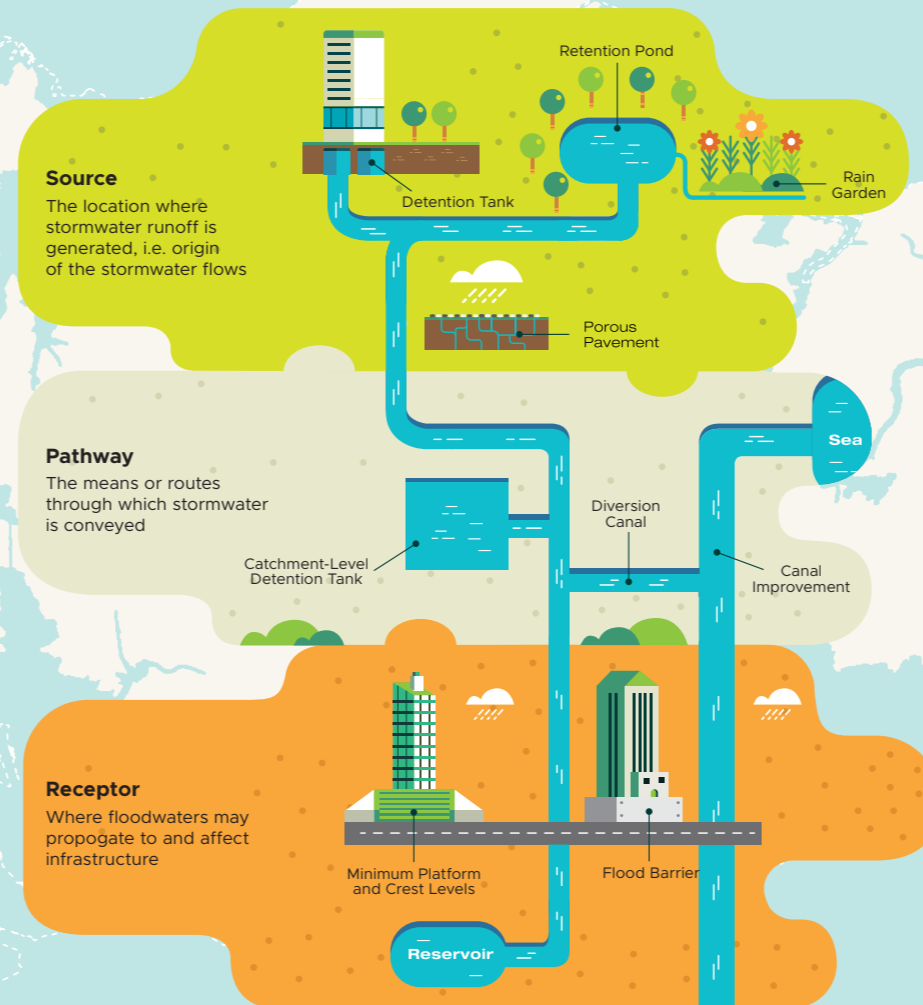 Retention Pond
Source
The location where
stormwater runoff is
generated, i.e. origin
of the stormwater flows
Detention Tank
Rain
Garden
Porous
Pavement
Pathway
The means or routes
through which stormwater
is conveyed
Sea
Diversion
Canal
Catchment-Level
Detention Tank
Canal
Improvement
Receptor
Where floodwaters may
propogate to and affect
infrastructure
Minimum Platform
and Crest Levels
Flood Barrier
Reservoir